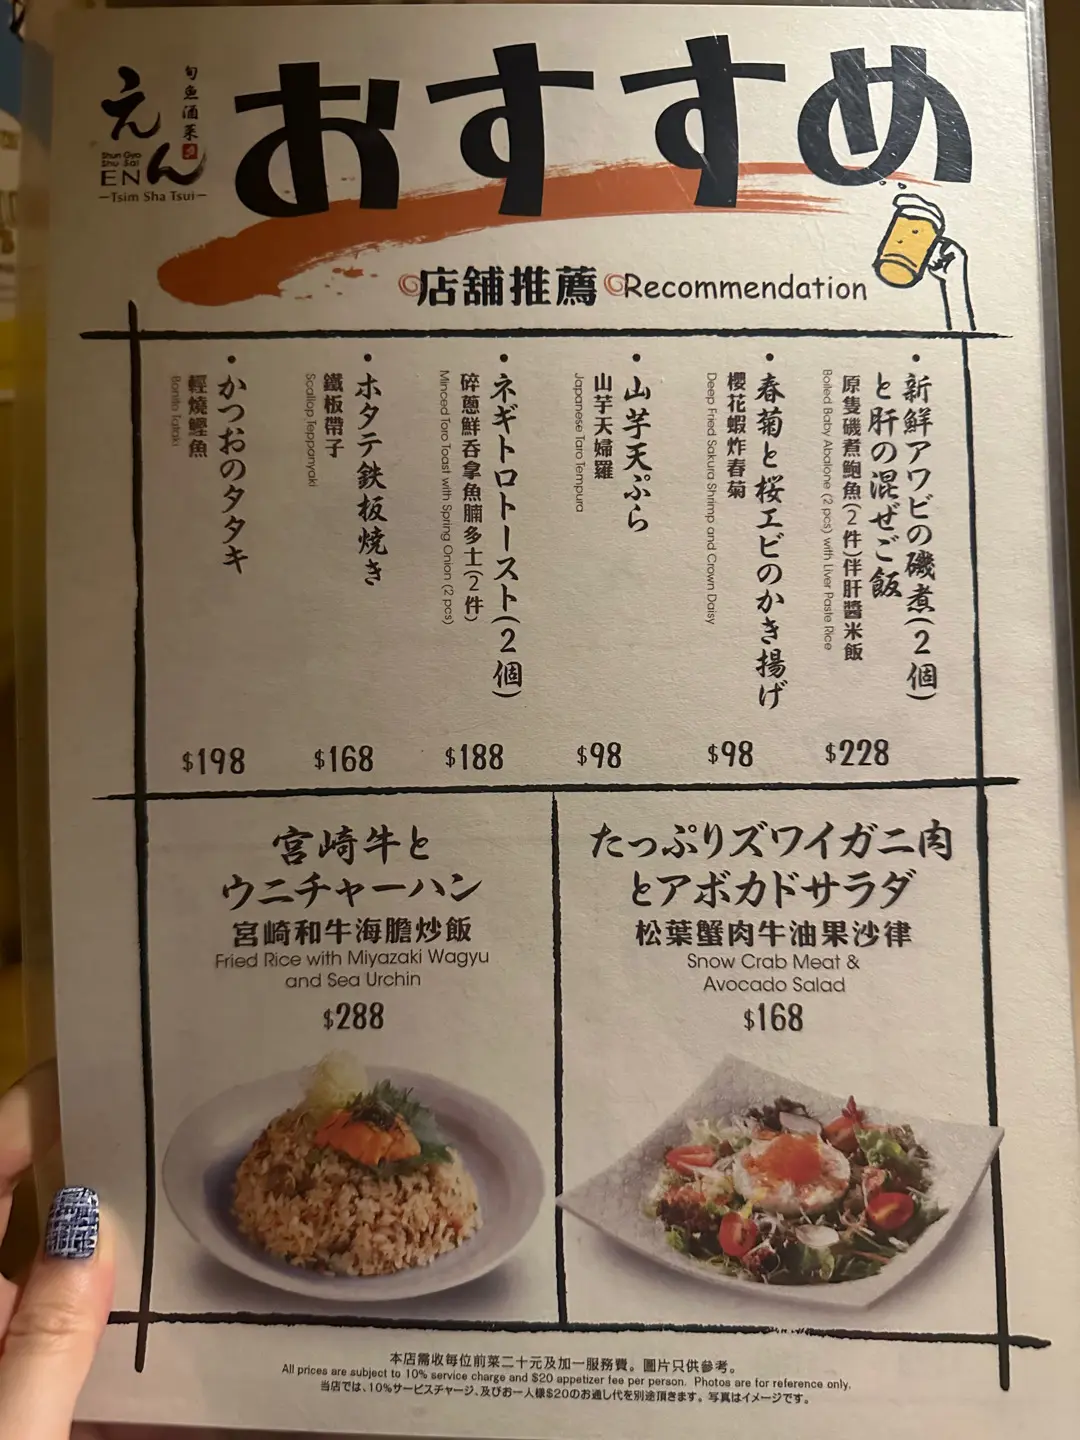 えん
旬魚酒菜
Shun Gyo
Shu Sai
EN
Tsim Sha Tsui
おすすめ
店舖推薦
Recommendation
・新鮮アワビの磯煮(2個)
と肝の混ぜご飯
原隻磯煮鮑魚(2件)伴肝醬米飯
Boiled Baby Abalone (2 pcs) with Liver Paste Rice
$228
・春菊と桜エビのかき揚げ
櫻花蝦炸春菊
Deep Fried Sakura Shrimp and Crown Daisy
$98
・山芋天ぷら
山芋天婦羅
Japanese Taro Tempura
$98
・ネギトロトースト(2個)
碎蔥鮮吞拿魚腩多士(2件)
Minced Toro Toast with Spring Onion (2 pcs)
$188
・ホタテ鉄板焼き
鐵板帶子
Scallop Teppanyaki
$168
・かつおのタタキ
輕燒鰹魚
Bonito Tataki
$198
宮崎牛と
ウニチャーハン
宮崎和牛海膽炒飯
Fried Rice with Miyazaki Wagyu
and Sea Urchin
$288
たっぷりズワイガニ肉
とアボカドサラダ
松葉蟹肉牛油果沙律
Snow Crab Meat &
Avocado Salad
$168
本店需收每位前菜二十元及加一服務費。圖片只供參考。
All prices are subject to 10% service charge and $20 appetizer fee per person. Photos are for reference only.
当店では、10%サービスチャージ、及びお一人様$20のお通し代を別途頂きます。写真はイメージです。